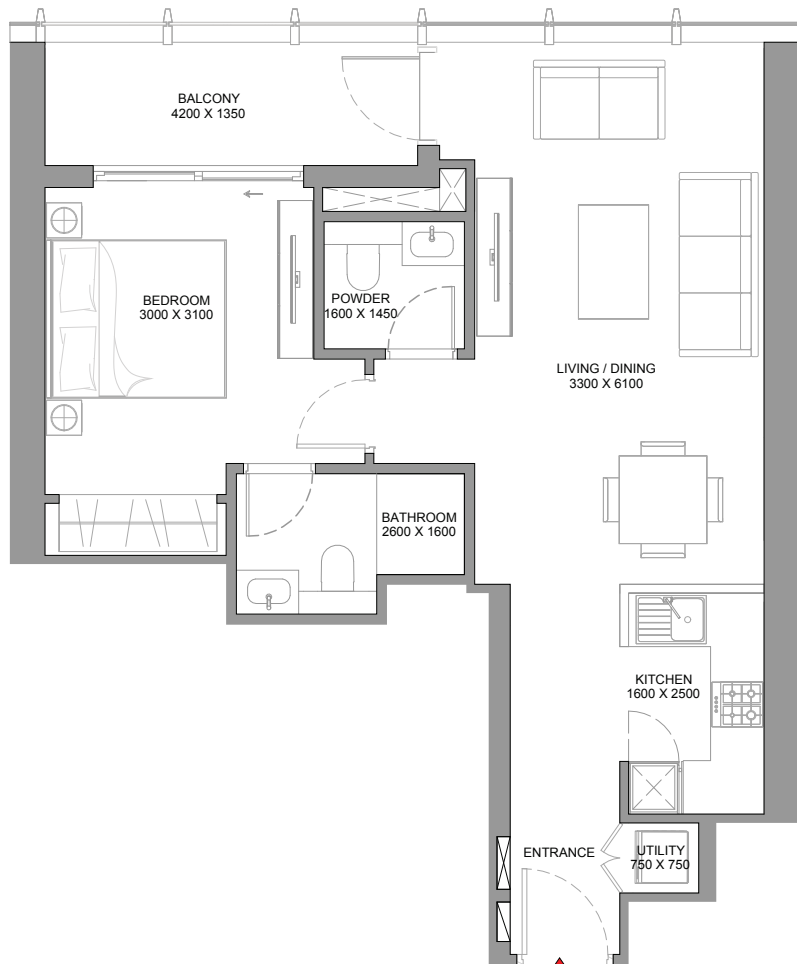 BALCONY
4200 X 1350
BEDROOM
3000 X 3100
POWDER
1600 X 1450
LIVING / DINING
3300 X 6100
BATHROOM
2600 X 1600
KITCHEN
1600 X 2500
ENTRANCE
UTILITY
750 X 750